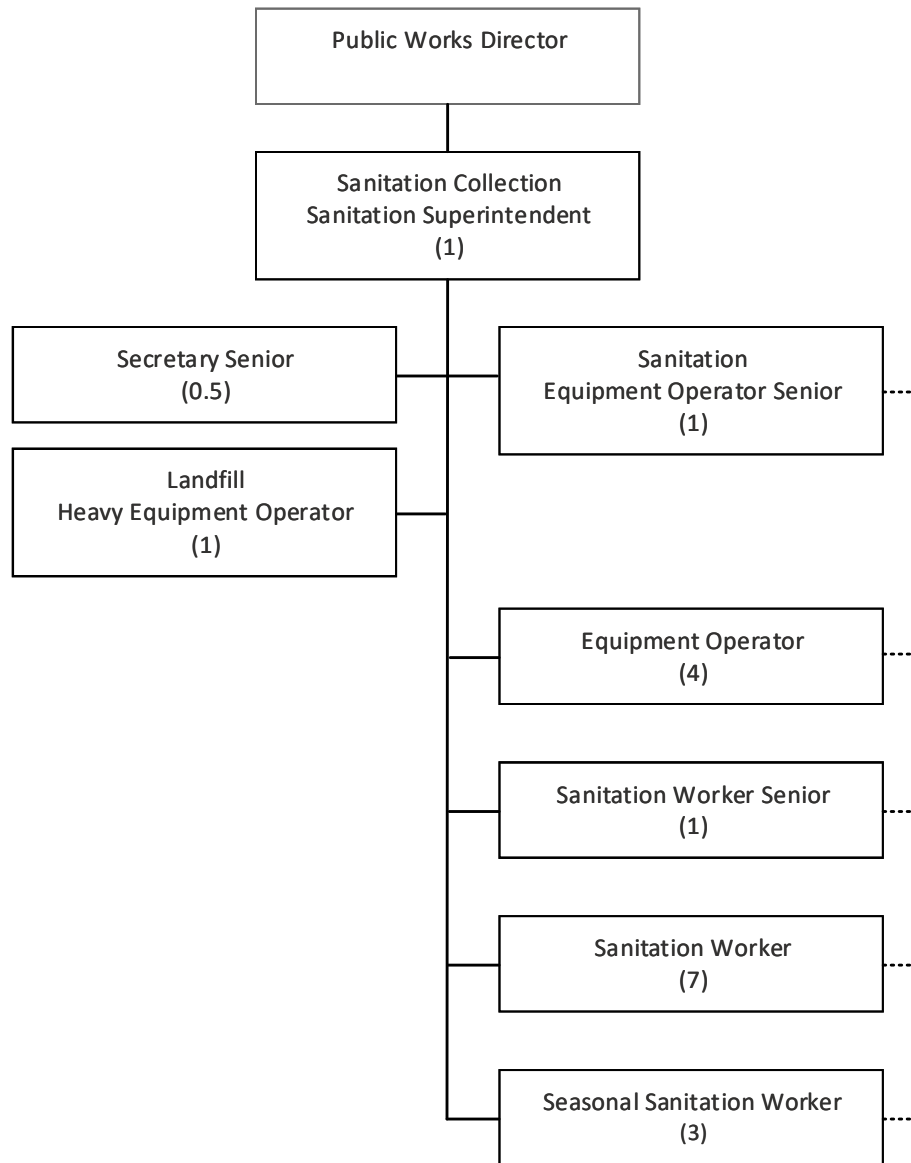 Public Works Director
Sanitation Collection
Sanitation Superintendent
(1)
Secretary Senior
(0.5)
Sanitation
Equipment Operator Senior
(1)
Landfill
Heavy Equipment Operator
(1)
Equipment Operator
(4)
Sanitation Worker Senior
(1)
Sanitation Worker
(7)
Seasonal Sanitation Worker
(3)